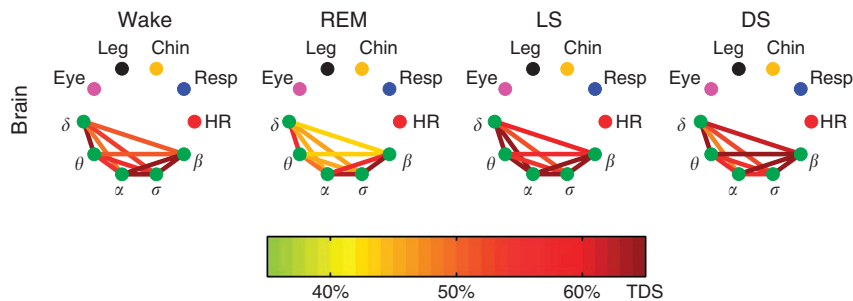 Wake REM LS DS
Leg Chin Leg Chin Leg Chin Leg Chin
Eye Resp Eye Resp Eye Resp Eye Resp
Brain
HR HR HR HR
δ δ δ δ
θ β θ β θ β θ β
α σ α σ α σ α σ
40% 50% 60% TDS